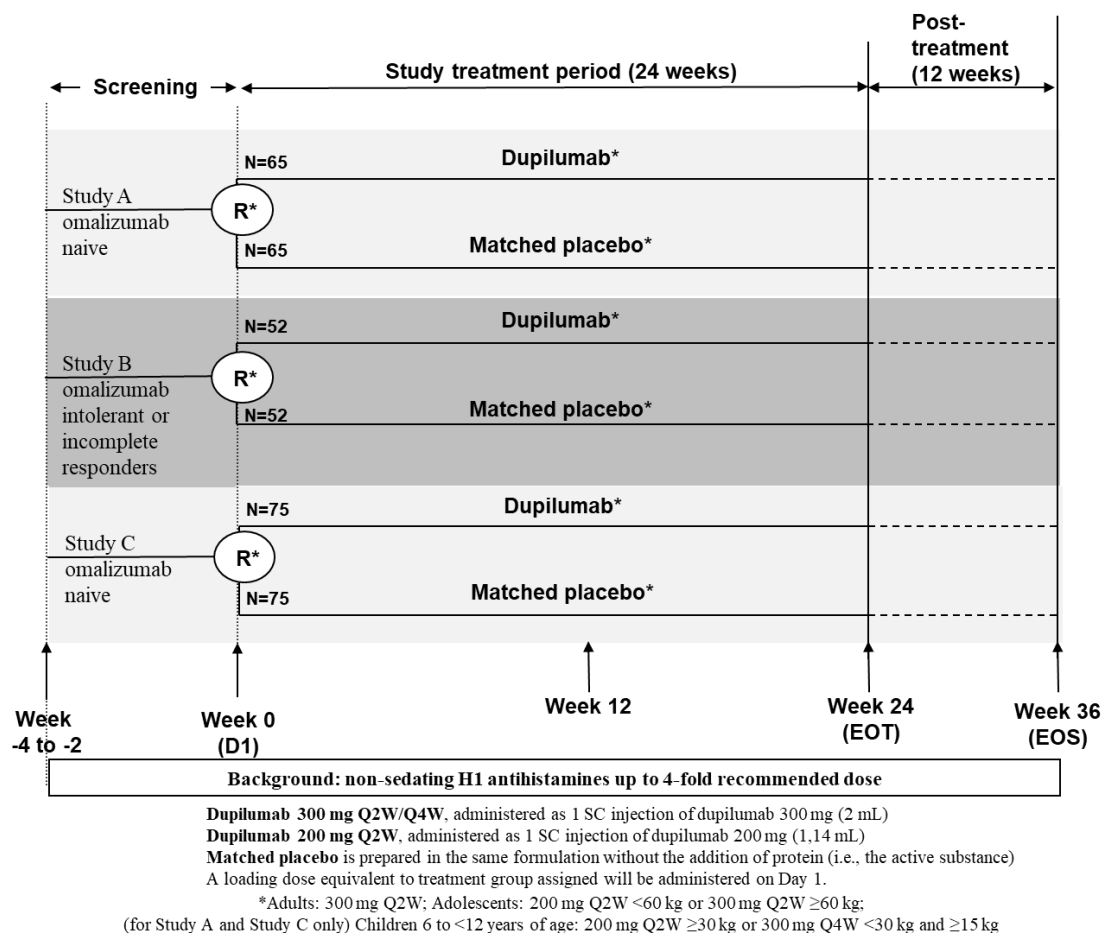 Post-
treatment
(12 weeks)
Screening
Study treatment period (24 weeks)
N=65
Dupilumab*
Study A
omalizumab
naive
R*
N=65
Matched placebo*
N=52
Dupilumab*
Study B
omalizumab
intolerant or
incomplete
responders
R*
N=52
Matched placebo*
N=75
Dupilumab*
Study C
omalizumab
naive
R*
N=75
Matched placebo*
Week
-4 to -2
Week 0
(D1)
Week 12
Week 24
(EOT)
Week 36
(EOS)
Background: non-sedating H1 antihistamines up to 4-fold recommended dose
Dupilumab 300 mg Q2W/Q4W, administered as 1 SC injection of dupilumab 300 mg (2 mL)
Dupilumab 200 mg Q2W, administered as 1 SC injection of dupilumab 200 mg (1,14 mL)
Matched placebo is prepared in the same formulation without the addition of protein (i.e., the active substance)
A loading dose equivalent to treatment group assigned will be administered on Day 1.
*Adults: 300 mg Q2W; Adolescents: 200 mg Q2W <60 kg or 300 mg Q2W ≥60 kg;
(for Study A and Study C only) Children 6 to <12 years of age: 200 mg Q2W ≥30 kg or 300 mg Q4W <30 kg and ≥15 kg